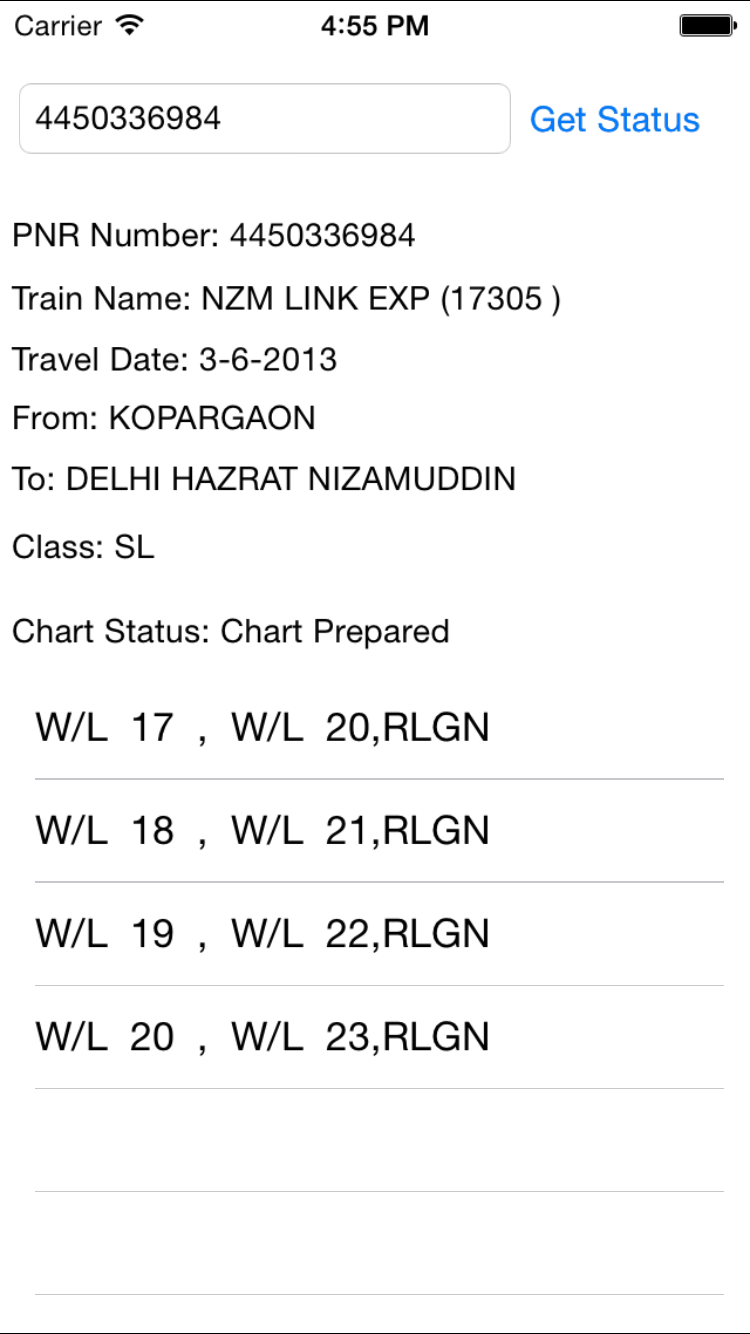 Carrier 4:55 PM
4450336984 Get Status
PNR Number: 4450336984
Train Name: NZM LINK EXP (17305 )
Travel Date: 3-6-2013
From: KOPARGAON
To: DELHI HAZRAT NIZAMUDDIN
Class: SL
Chart Status: Chart Prepared
W/L 17 , W/L 20,RLGN
W/L 18 , W/L 21,RLGN
W/L 19 , W/L 22,RLGN
W/L 20 , W/L 23,RLGN